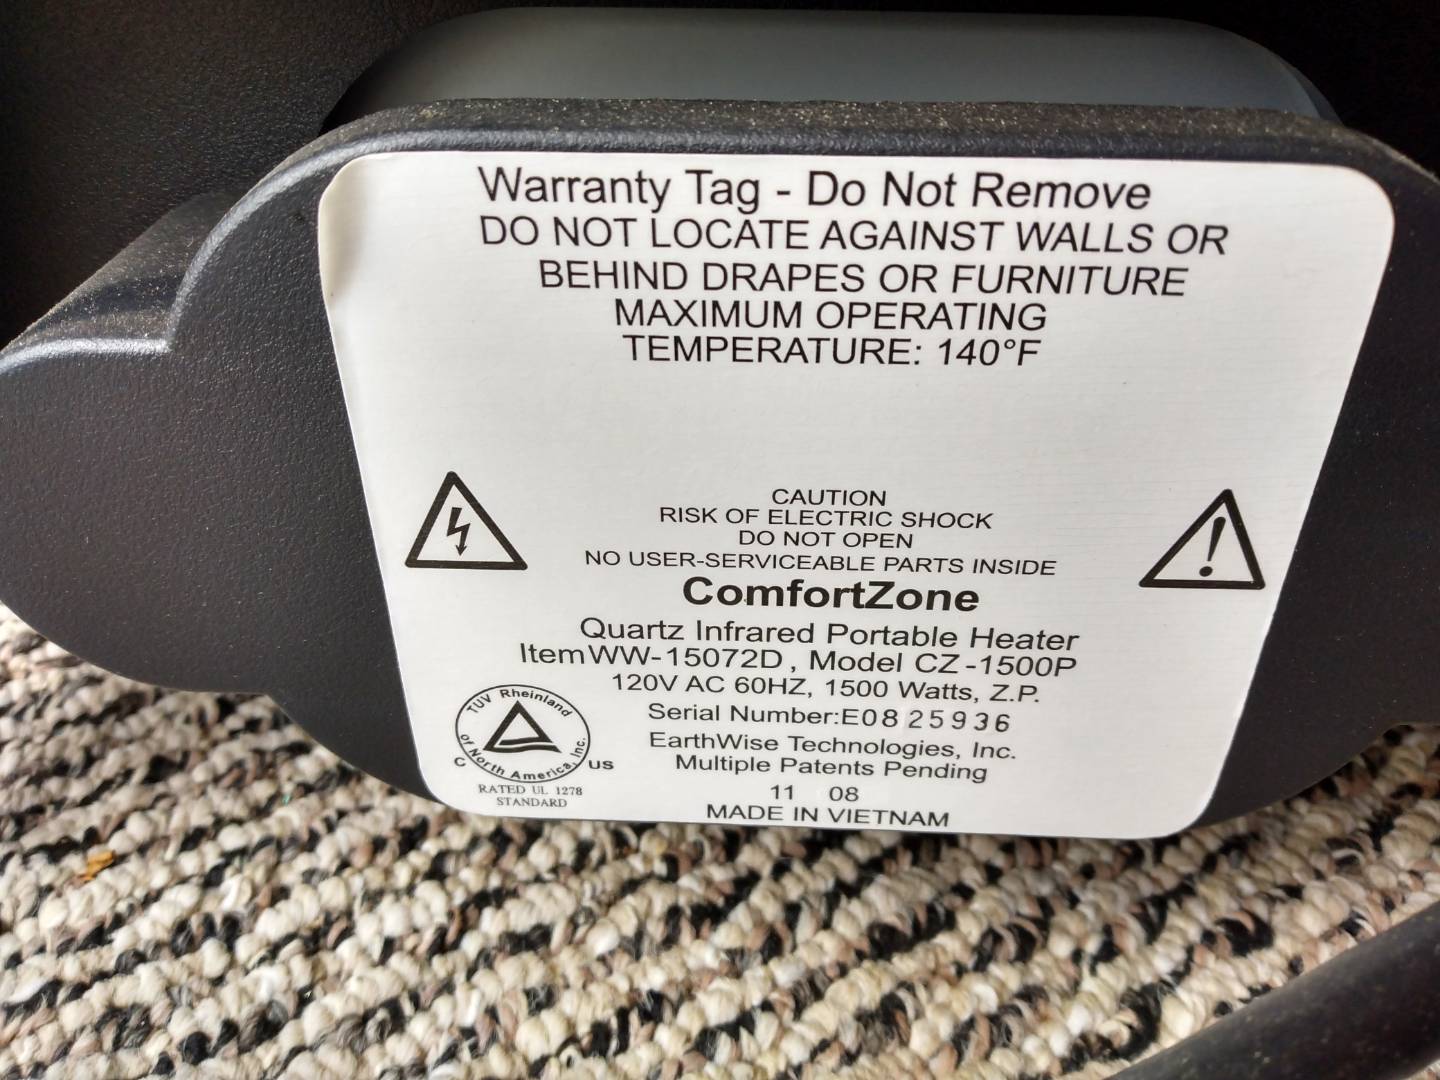 Warranty Tag - Do Not Remove
DO NOT LOCATE AGAINST WALLS OR
BEHIND DRAPES OR FURNITURE
MAXIMUM OPERATING
TEMPERATURE: 140°F
CAUTION
RISK OF ELECTRIC SHOCK
DO NOT OPEN
NO USER-SERVICEABLE PARTS INSIDE
ComfortZone
Quartz Infrared Portable Heater
Item WW-15072D, Model CZ-1500P
120V AC 60HZ, 1500 Watts, Z.P.
Serial Number:E0825936
EarthWise Technologies, Inc.
Multiple Patents Pending
11 08
MADE IN VIETNAM
TUV Rheinland
of North America, Inc.
C US
RATED UL 1278
STANDARD